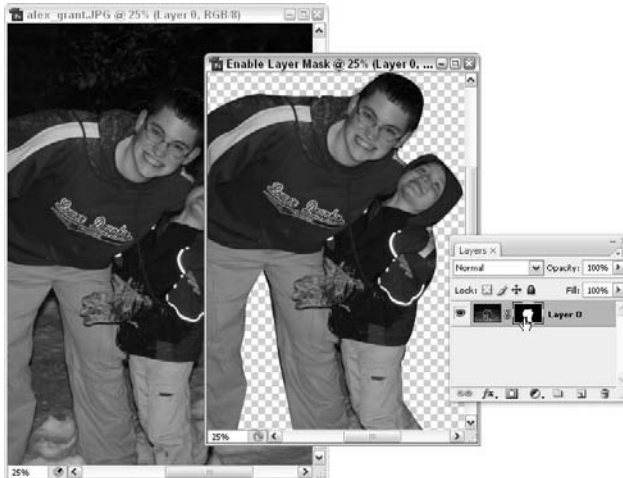 alex_grant.JPG @ 25% (Layer 0, RGB/8)
Enable Layer Mask @ 25% (Layer 0, ...
Layers ×
Normal
Opacity: 100%
Lock:
Fill: 100%
Layer 0
fx.
25%
25%